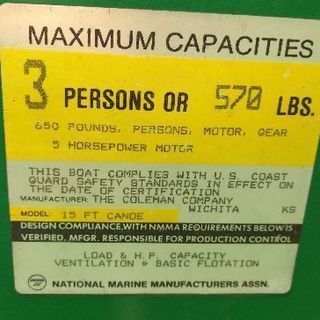 MAXIMUM CAPACITIES
3 PERSONS OR 570 LBS.
650 POUNDS, PERSONS, MOTOR, GEAR
5 HORSEPOWER MOTOR
THIS BOAT COMPLIES WITH U.S. COAST
GUARD SAFETY STANDARDS IN EFFECT ON
THE DATE OF CERTIFICATION
MANUFACTURER: THE COLEMAN COMPANY
WICHITA KS
MODEL: 15 FT CANOE
DESIGN COMPLIANCE,WITH NMMA REQUIREMENTS BELOW IS
VERIFIED. MFGR. RESPONSIBLE FOR PRODUCTION CONTROL
LOAD & H.P. CAPACITY
VENTILATION * BASIC FLOTATION
NATIONAL MARINE MANUFACTURERS ASSN.